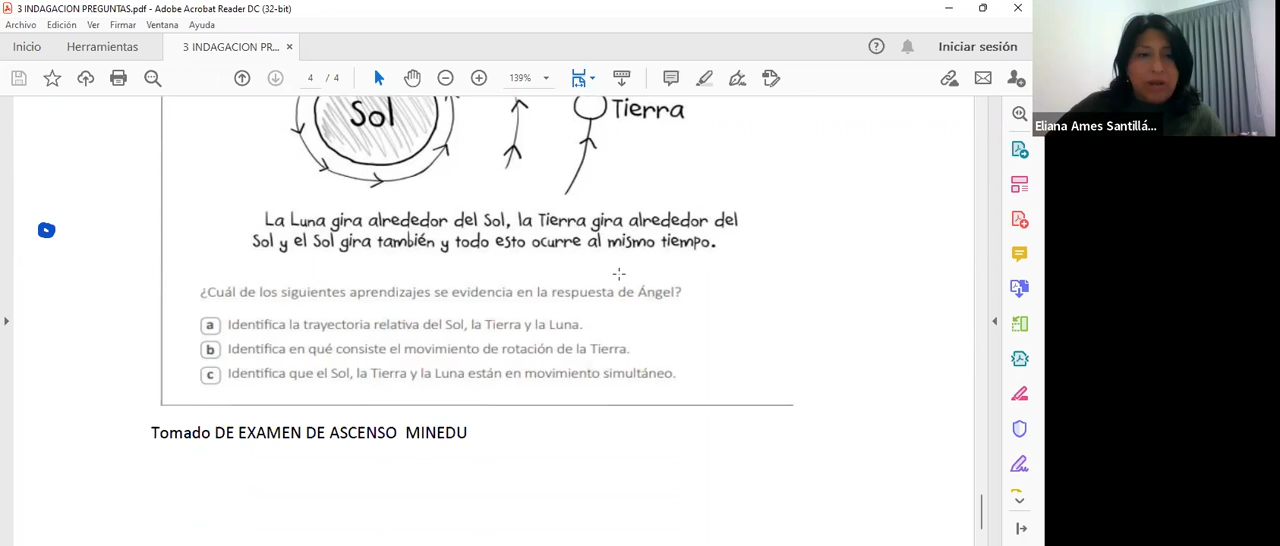 3 INDAGACION PREGUNTAS.pdf - Adobe Acrobat Reader DC (32-bit)
Archivo Edición Ver Firmar Ventana Ayuda
Inicio Herramientas 3 INDAGACION PR... × Iniciar sesión
4 / 4 139%
Eliana Ames Santillá...
Sol
Tierra
La Luna gira alrededor del Sol, la Tierra gira alrededor del
Sol y el Sol gira también y todo esto ocurre al mismo tiempo.
¿Cuál de los siguientes aprendizajes se evidencia en la respuesta de Ángel?
a Identifica la trayectoria relativa del Sol, la Tierra y la Luna.
b Identifica en qué consiste el movimiento de rotación de la Tierra.
c Identifica que el Sol, la Tierra y la Luna están en movimiento simultáneo.
Tomado DE EXAMEN DE ASCENSO MINEDU